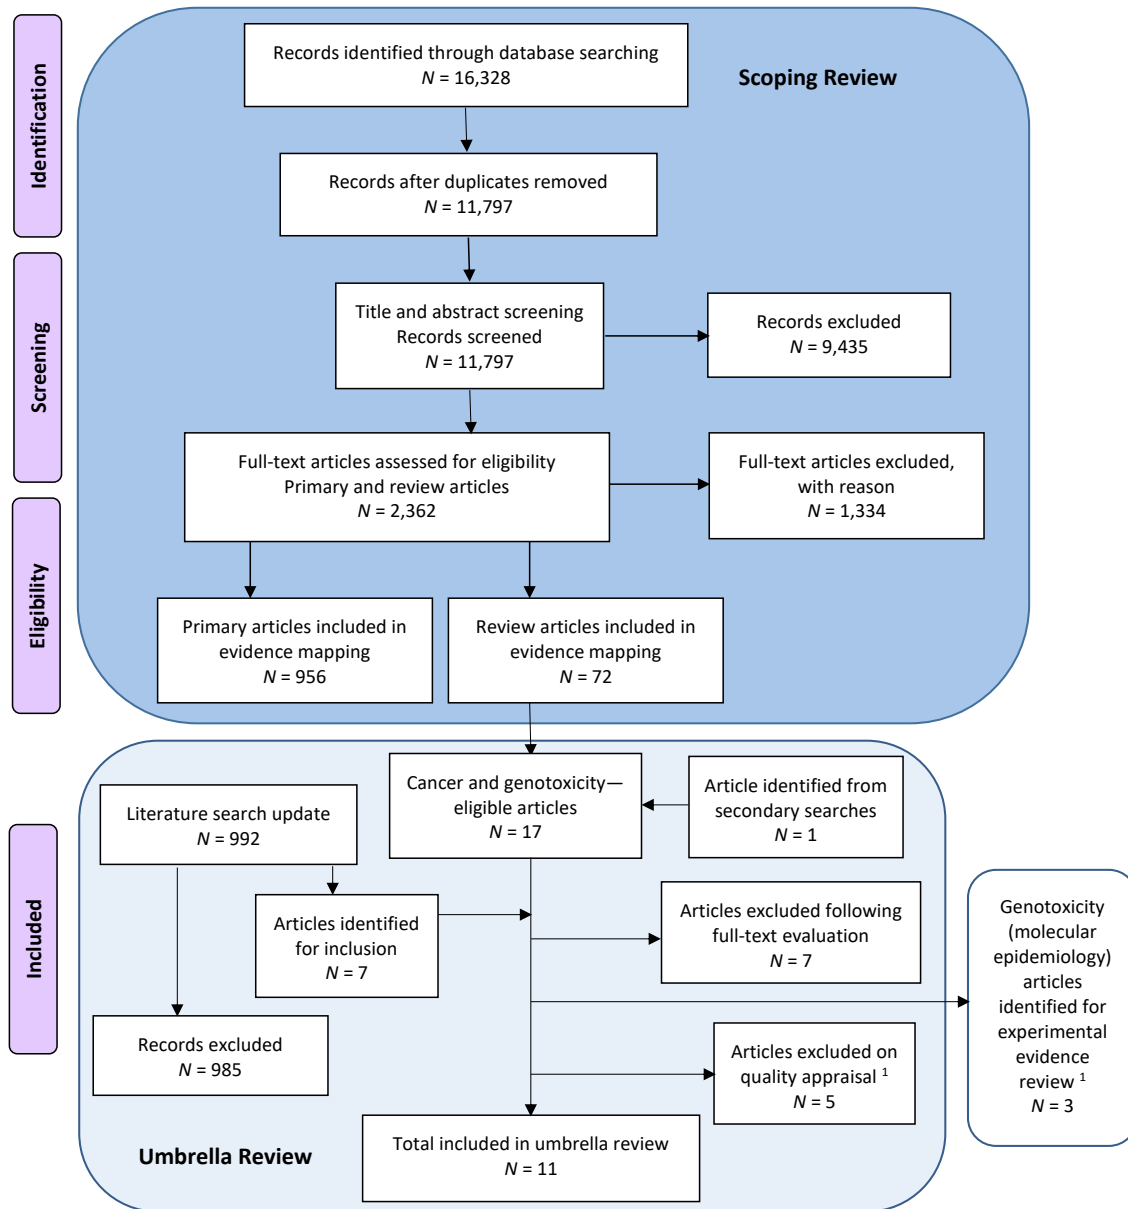 Identification
Records identified through database searching
N = 16,328
Scoping Review
Records after duplicates removed
N = 11,797
Screening
Title and abstract screening
Records screened
N = 11,797
Records excluded
N = 9,435
Full-text articles assessed for eligibility
Primary and review articles
N = 2,362
Full-text articles excluded,
with reason
N = 1,334
Eligibility
Primary articles included in
evidence mapping
N = 956
Review articles included in
evidence mapping
N = 72
Included
Literature search update
N = 992
Cancer and genotoxicity—
eligible articles
N = 17
Article identified from
secondary searches
N = 1
Articles identified
for inclusion
N = 7
Articles excluded following
full-text evaluation
N = 7
Genotoxicity
(molecular
epidemiology)
articles
identified for
experimental
evidence
review 1
N = 3
Records excluded
N = 985
Articles excluded on
quality appraisal 1
N = 5
Total included in umbrella review
N = 11
Umbrella Review